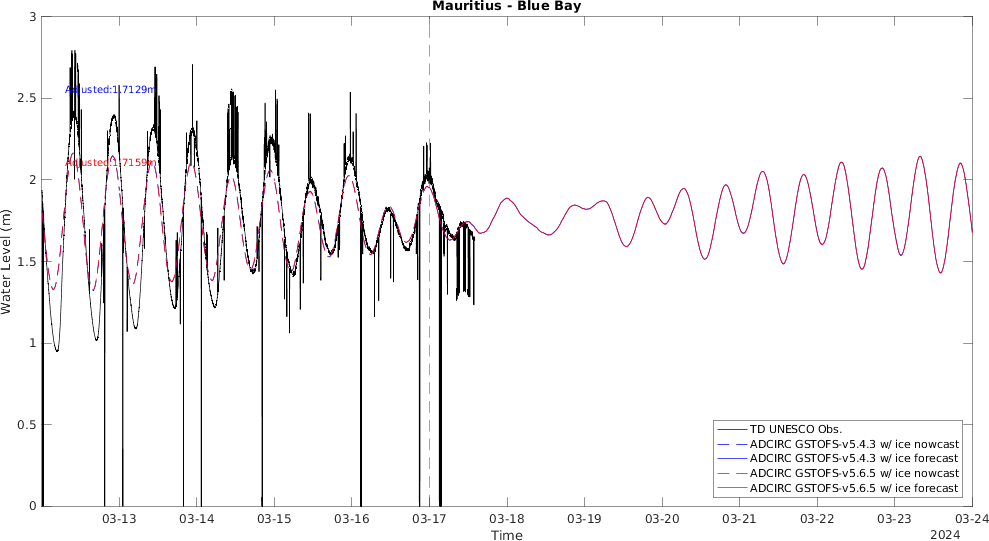 Mauritius - Blue Bay
Water Level (m)
3
2.5
2
1.5
1
0.5
0
Adjusted:1.7129m
Adjusted:1.7159m
TD UNESCO Obs.
ADCIRC GSTOFS-v5.4.3 w/ ice nowcast
ADCIRC GSTOFS-v5.4.3 w/ ice forecast
ADCIRC GSTOFS-v5.6.5 w/ ice nowcast
ADCIRC GSTOFS-v5.6.5 w/ ice forecast
03-13 03-14 03-15 03-16 03-17 03-18 03-19 03-20 03-21 03-22 03-23 03-24
Time
2024